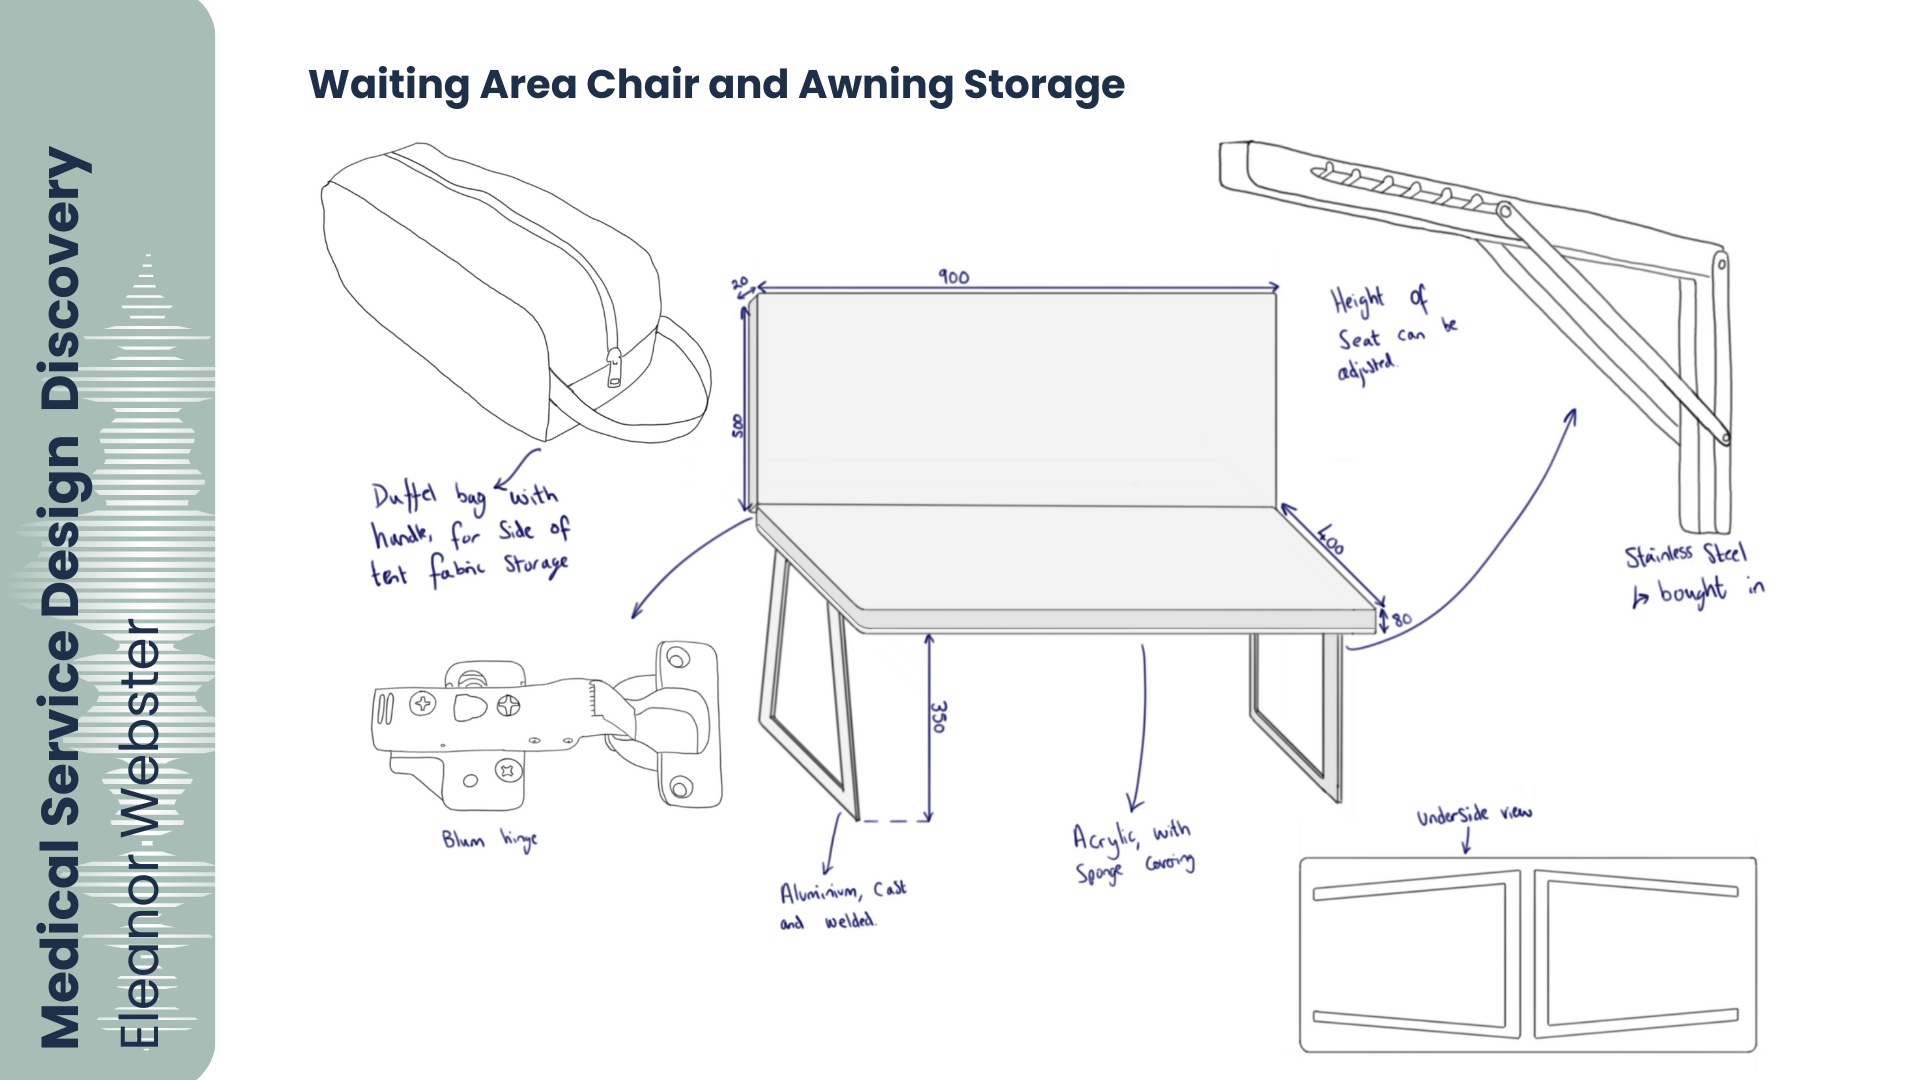 Medical Service Design Discovery
Eleanor Webster
Waiting Area Chair and Awning Storage
Duffel bag with
handle, for side of
tent fabric storage
20
900
500
400
80
350
Height of
Seat can be
adjusted.
Stainless Steel
↳ bought in
Blum hinge
Aluminium, cast
and welded.
Acrylic, with
Sponge covering
Underside view